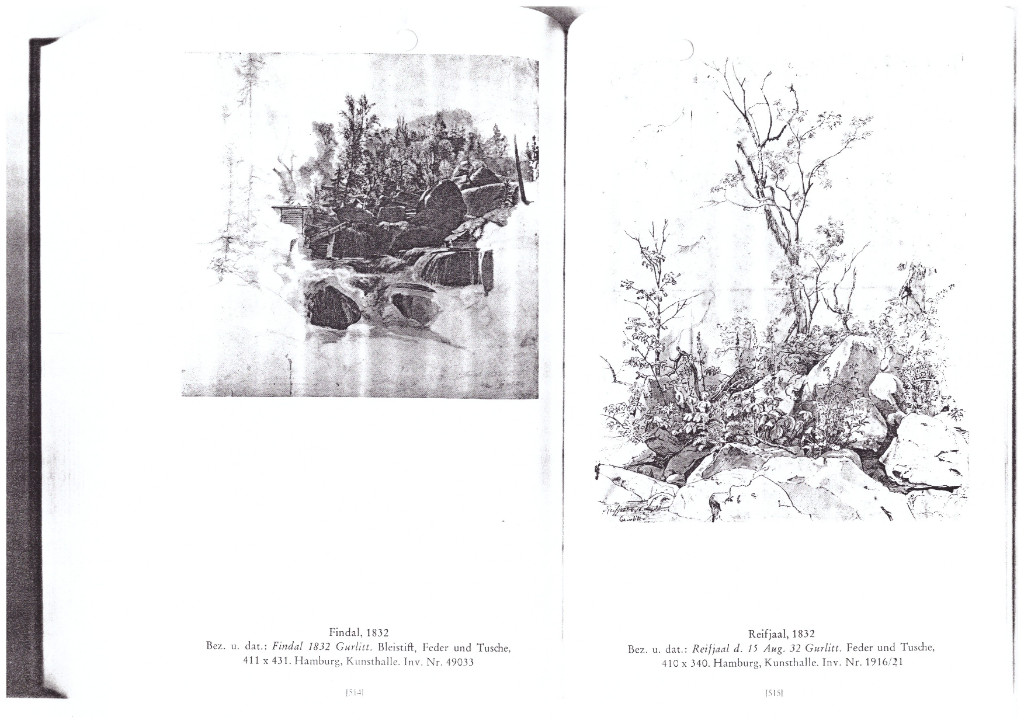 Findal, 1832
Bez. u. dat.: Findal 1832 Gurlitt. Bleistift, Feder und Tusche,
411 x 431. Hamburg, Kunsthalle. Inv. Nr. 49033
[514]
Reifjaal, 1832
Bez. u. dat.: Reifjaal d. 15 Aug. 32 Gurlitt. Feder und Tusche,
410 x 340. Hamburg, Kunsthalle. Inv. Nr. 1916/21
[515]